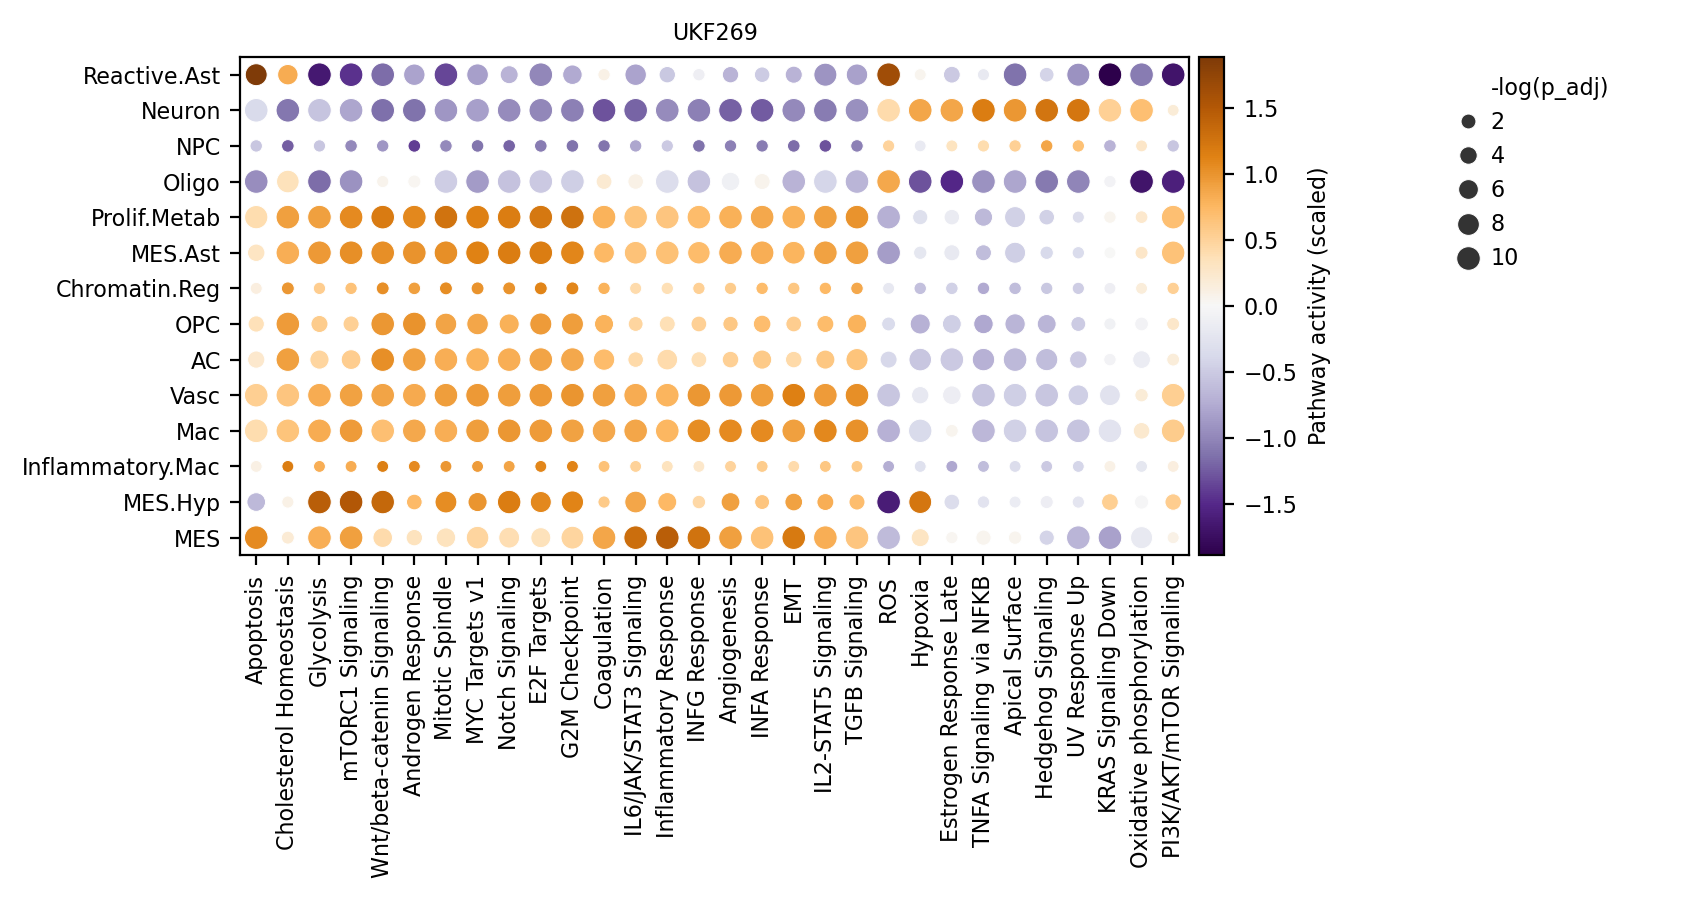 UKF269
Reactive.Ast
Neuron
NPC
Oligo
Prolif.Metab
MES.Ast
Chromatin.Reg
OPC
AC
Vasc
Mac
Inflammatory.Mac
MES.Hyp
MES
Apoptosis
Cholesterol Homeostasis
Glycolysis
mTORC1 Signaling
Wnt/beta-catenin Signaling
Androgen Response
Mitotic Spindle
MYC Targets v1
Notch Signaling
E2F Targets
G2M Checkpoint
Coagulation
IL6/JAK/STAT3 Signaling
Inflammatory Response
INFG Response
Angiogenesis
INFA Response
EMT
IL2-STAT5 Signaling
TGFB Signaling
ROS
Hypoxia
Estrogen Response Late
TNFA Signaling via NFKB
Apical Surface
Hedgehog Signaling
UV Response Up
KRAS Signaling Down
Oxidative phosphorylation
PI3K/AKT/mTOR Signaling
1.5
1.0
0.5
0.0
−0.5
−1.0
−1.5
Pathway activity (scaled)
-log(p_adj)
2
4
6
8
10